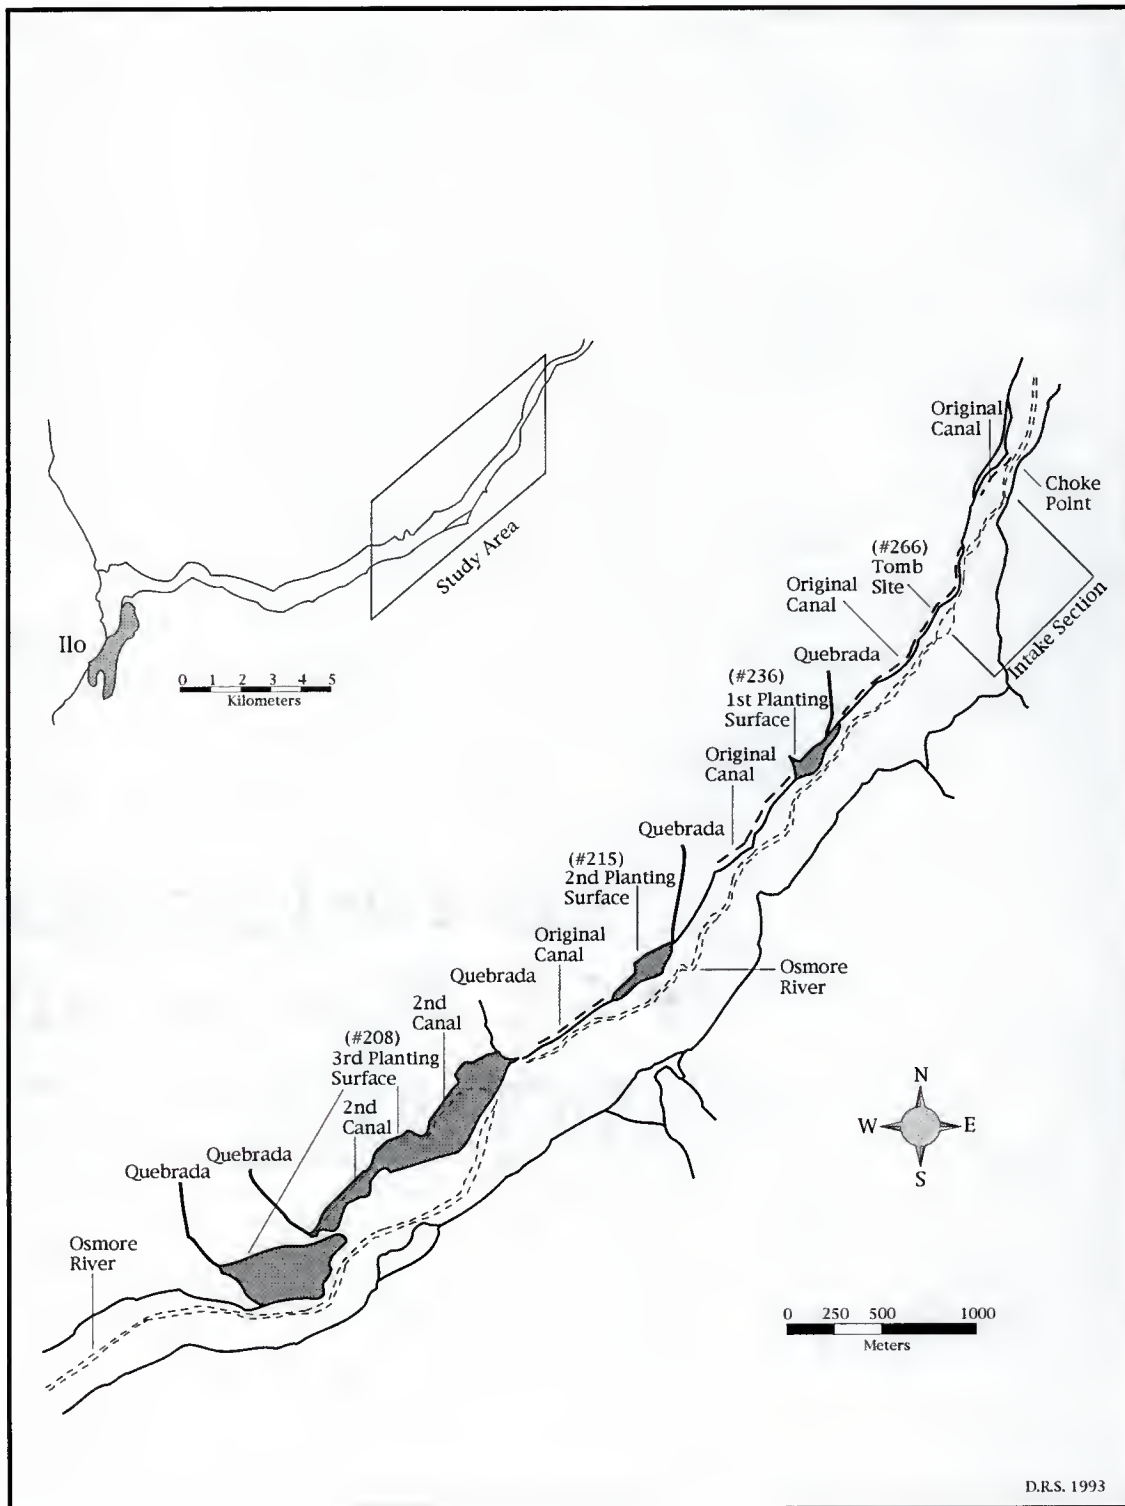 Original
Canal
Choke
Point
(#266)
Tomb
Site
Original
Canal
Intake Section
Study Area
Quebrada
(#236)
1st Planting
Surface
Ilo
0 1 2 3 4 5
Kilometers
Original
Canal
Quebrada
(#215)
2nd Planting
Surface
Original
Canal
Osmore
River
Quebrada
2nd
Canal
(#208)
3rd Planting
Surface
2nd
Canal
N
W
E
S
Quebrada
Quebrada
Osmore
River
0 250 500 1000
Meters
D.R.S. 1993